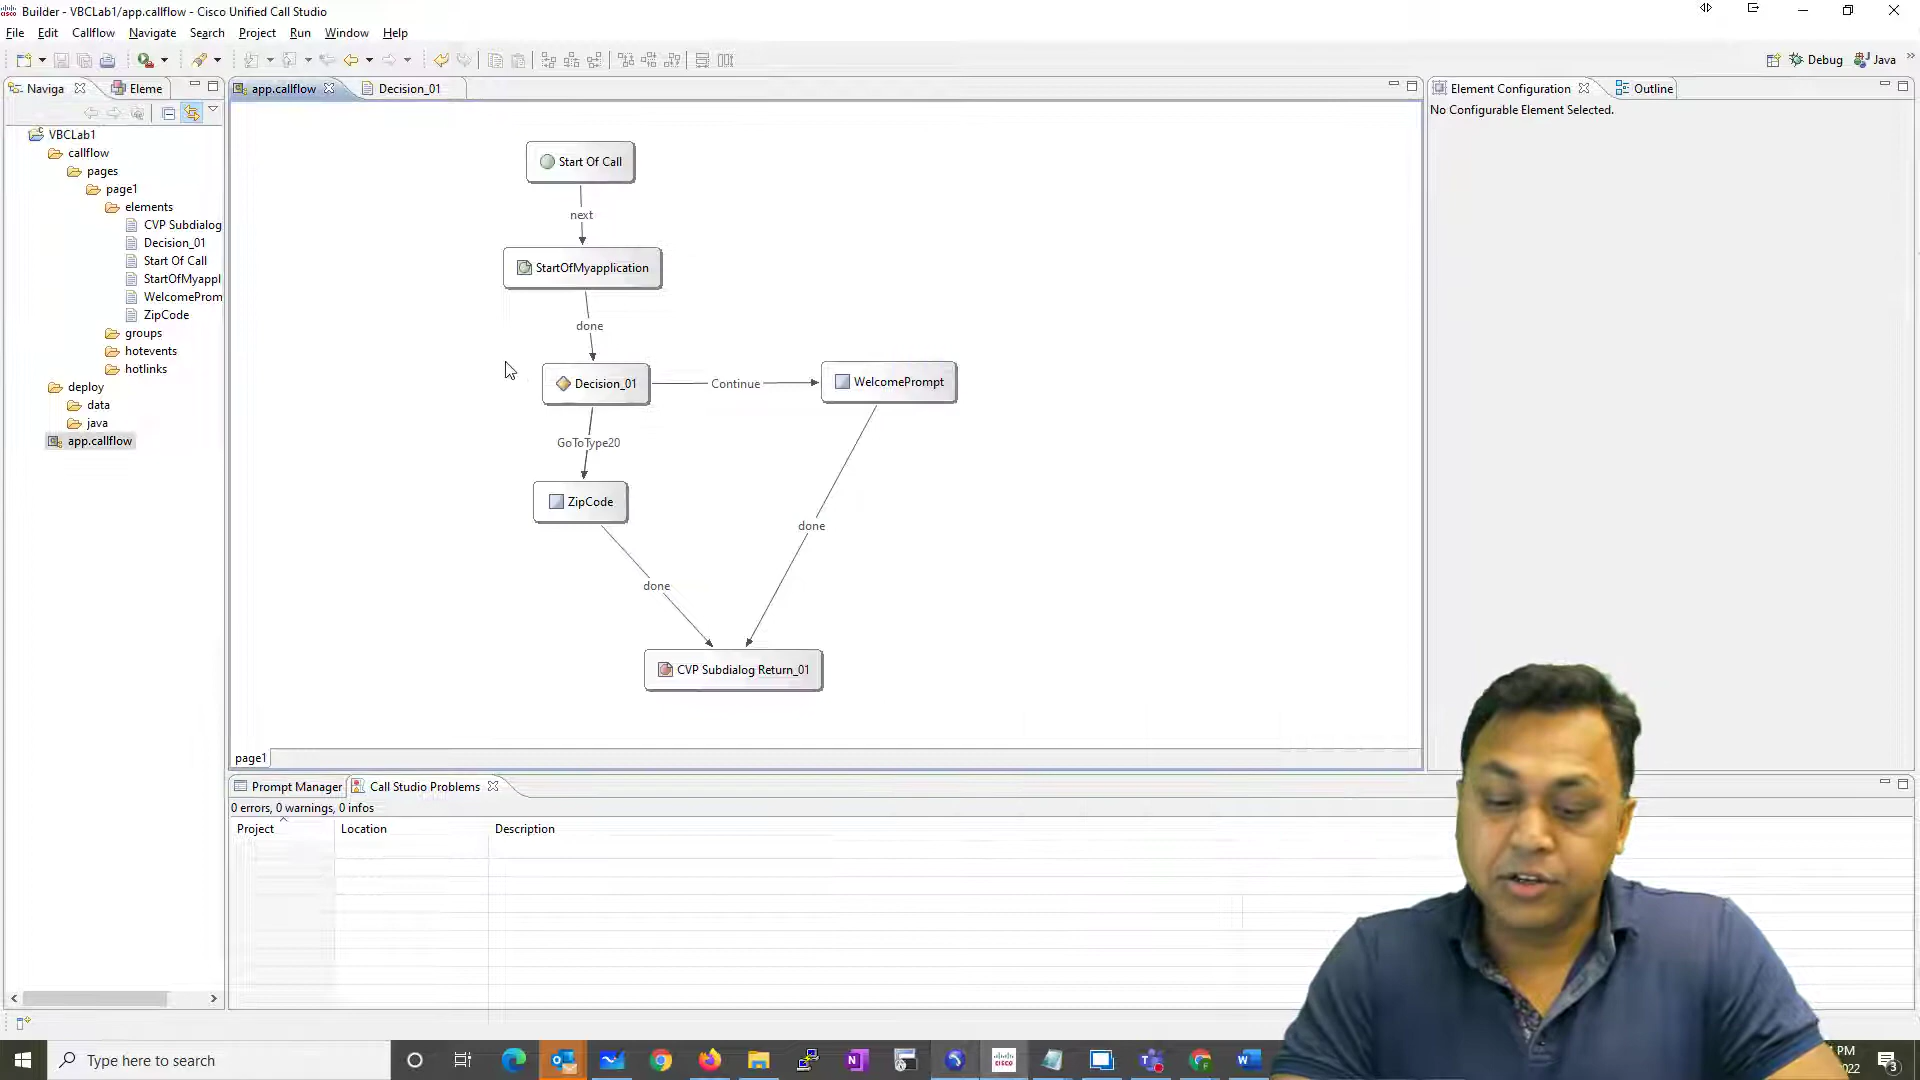 Builder - VBCLab1/app.callflow - Cisco Unified Call Studio
File Edit Callflow Navigate Search Project Run Window Help
Debug Java
Naviga Eleme
app.callflow Decision_01
Element Configuration Outline
No Configurable Element Selected.
VBCLab1
callflow
pages
page1
elements
CVP Subdialog
Decision_01
Start Of Call
StartOfMyappl
WelcomeProm
ZipCode
groups
hotevents
hotlinks
deploy
data
java
app.callflow
Start Of Call
next
StartOfMyapplication
done
Decision_01
Continue
WelcomePrompt
GoToType20
ZipCode
done
done
CVP Subdialog Return_01
page1
Prompt Manager Call Studio Problems
0 errors, 0 warnings, 0 infos
Project Location Description
Type here to search
PM
2022
3